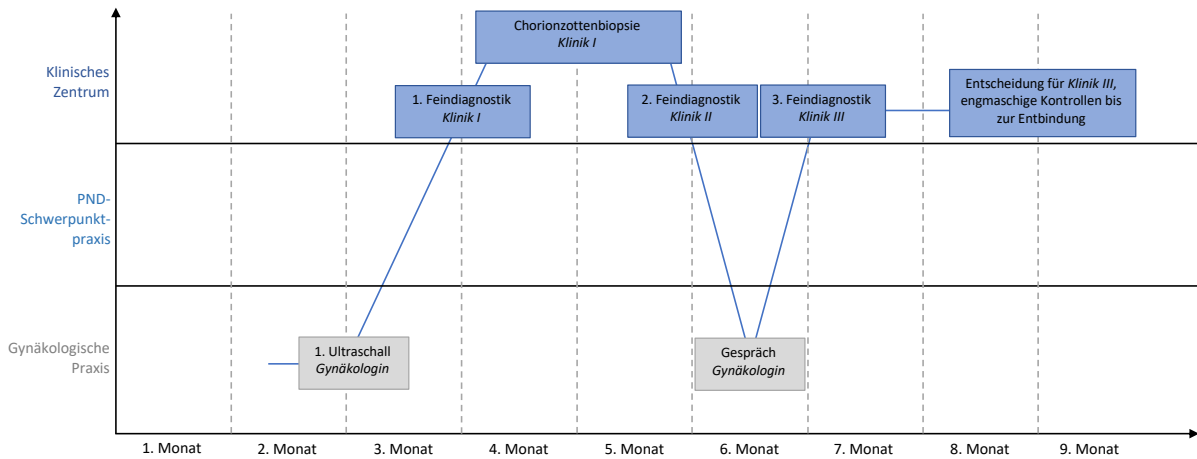 Klinisches
Zentrum
Chorionzottenbiopsie
Klinik I
1. Feindiagnostik
Klinik I
2. Feindiagnostik
Klinik II
3. Feindiagnostik
Klinik III
Entscheidung für Klinik III,
engmaschige Kontrollen bis
zur Entbindung
PND-
Schwerpunkt-
praxis
Gynäkologische
Praxis
1. Ultraschall
Gynäkologin
Gespräch
Gynäkologin
1. Monat
2. Monat
3. Monat
4. Monat
5. Monat
6. Monat
7. Monat
8. Monat
9. Monat